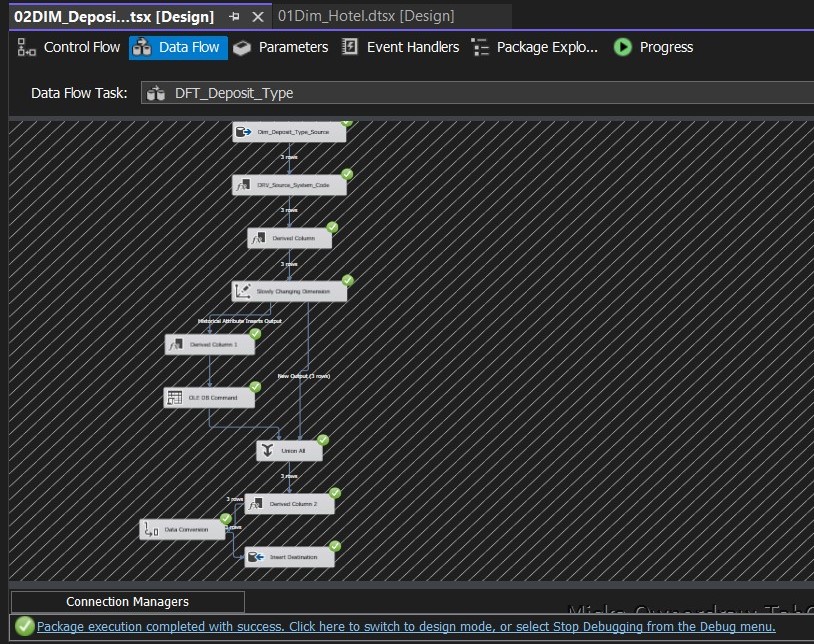 02DIM_Deposi...tsx [Design]
01Dim_Hotel.dtsx [Design]
Control Flow
Data Flow
Parameters
Event Handlers
Package Explo...
Progress
Data Flow Task:
DFT_Deposit_Type
Dim_Deposit_Type_Source
3 rows
DRV_Source_System_Code
3 rows
Derived Column
3 rows
Slowly Changing Dimension
Historical Attribute Inserts Output
Derived Column 1
New Output (3 rows)
OLE DB Command
Union All
3 rows
3 rows
Derived Column 2
3 rows
Data Conversion
Insert Destination
Connection Managers
Package execution completed with success. Click here to switch to design mode, or select Stop Debugging from the Debug menu.